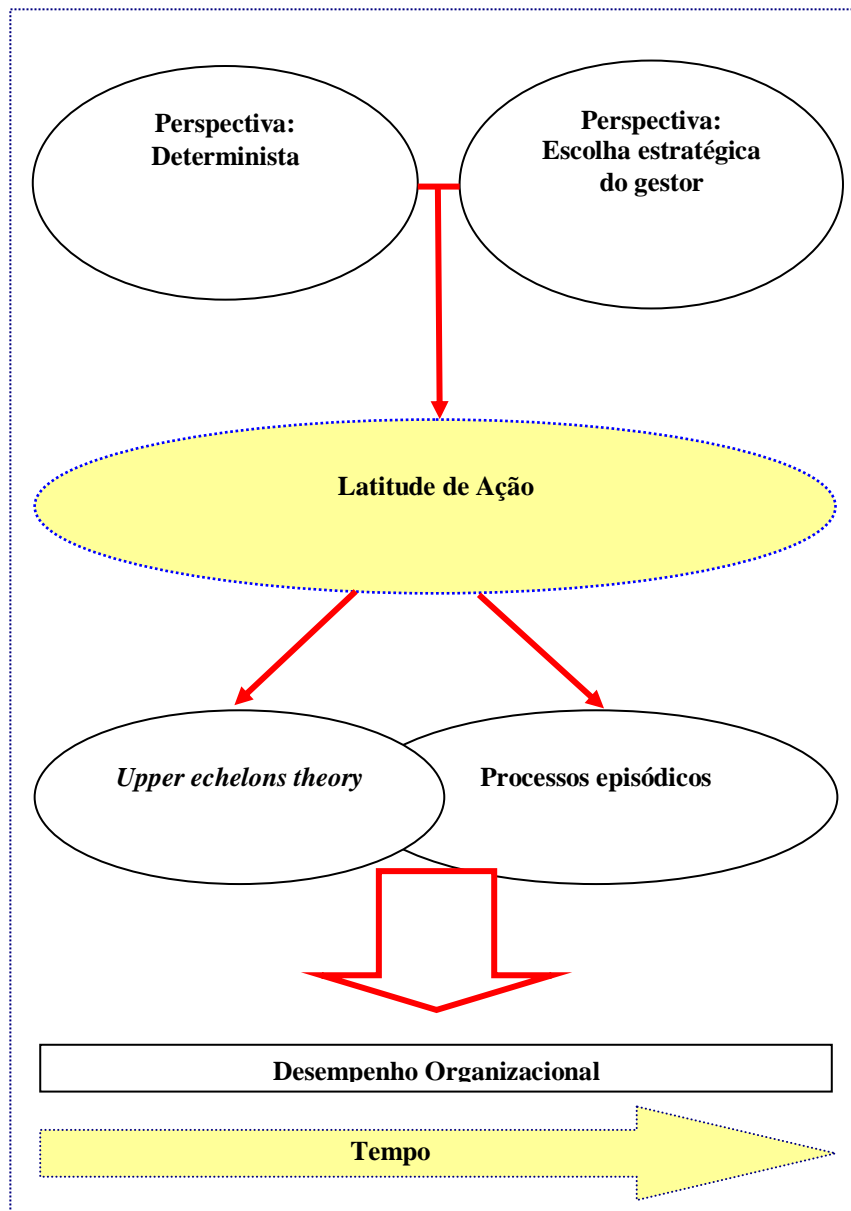 Perspectiva:
Determinista
Perspectiva:
Escolha estratégica
do gestor
Latitude de Ação
Upper echelons theory
Processos episódicos
Desempenho Organizacional
Tempo